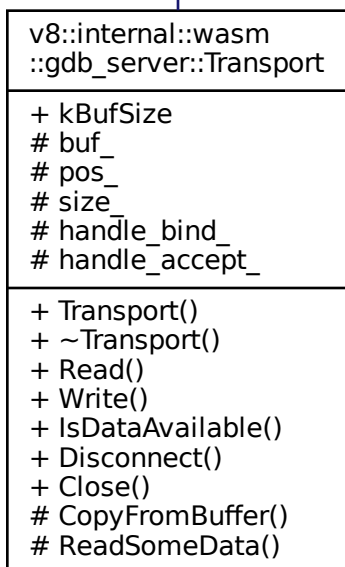 v8::internal::wasm
::gdb_server::Transport
+ kBufSize
# buf_
# pos_
# size_
# handle_bind_
# handle_accept_
+ Transport()
+ ~Transport()
+ Read()
+ Write()
+ IsDataAvailable()
+ Disconnect()
+ Close()
# CopyFromBuffer()
# ReadSomeData()